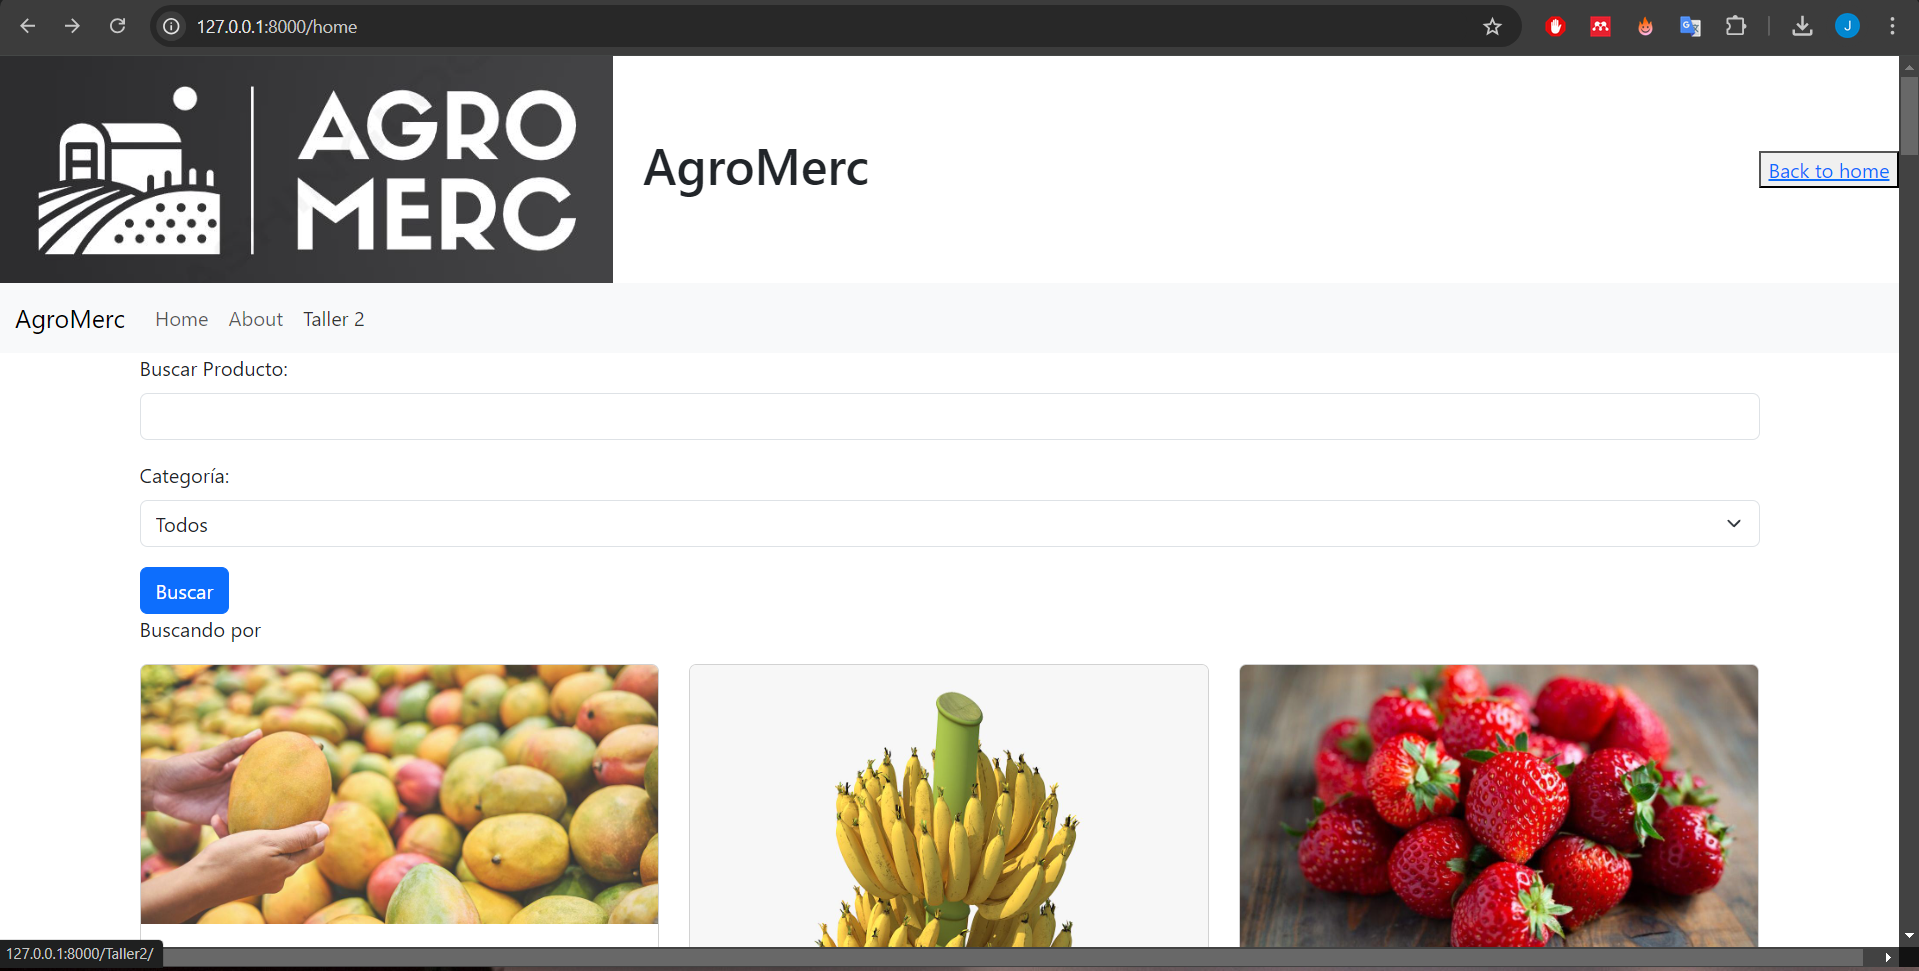 127.0.0.1:8000/home
J
AGRO
MERC
AgroMerc
Back to home
AgroMerc Home About Taller 2
Buscar Producto:
Categoría:
Todos
Buscar
Buscando por
127.0.0.1:8000/Taller2/